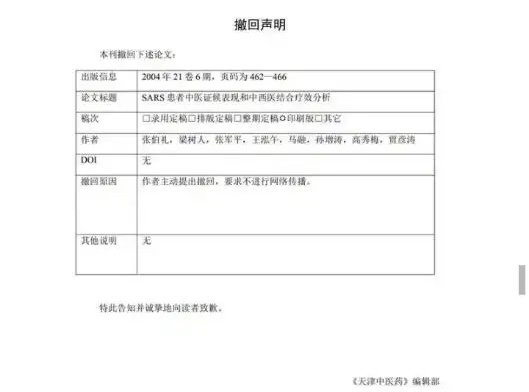 撤回声明
本刊撤回下述论文：
出版信息 2004 年 21 卷 6 期，页码为 462—466
论文标题 SARS 患者中医证候表现和中西医结合疗效分析
稿次 □录用定稿□排版定稿□整期定稿✿印刷版□其它
作者 张伯礼，梁树人，张军平，王泓午，马融，孙增涛，高秀梅，贾彦涛
DOI 无
撤回原因 作者主动提出撤回，要求不进行网络传播。
其他说明 无
特此告知并诚挚地向读者致歉。
《天津中医药》编辑部